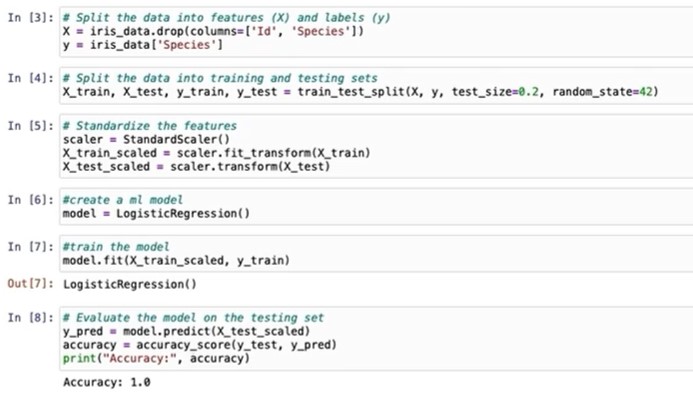 In [3]: # Split the data into features (X) and labels (y)
X = iris_data.drop(columns=['Id', 'Species'])
y = iris_data['Species']
In [4]: # Split the data into training and testing sets
X_train, X_test, y_train, y_test = train_test_split(X, y, test_size=0.2, random_state=42)
In [5]: # Standardize the features
scaler = StandardScaler()
X_train_scaled = scaler.fit_transform(X_train)
X_test_scaled = scaler.transform(X_test)
In [6]: #create a ml model
model = LogisticRegression()
In [7]: #train the model
model.fit(X_train_scaled, y_train)
Out[7]: LogisticRegression()
In [8]: # Evaluate the model on the testing set
y_pred = model.predict(X_test_scaled)
accuracy = accuracy_score(y_test, y_pred)
print("Accuracy:", accuracy)
Accuracy: 1.0